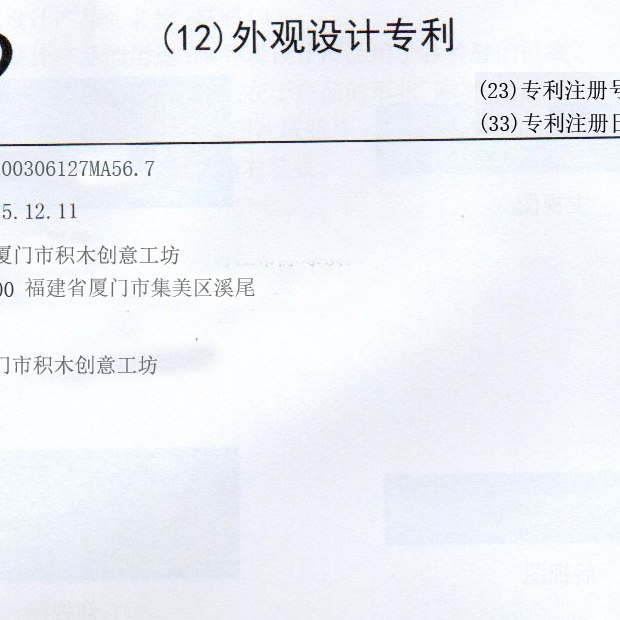 (12)外观设计专利
(23)专利注册号
(33)专利注册日
00306127MA56.7
5.12.11
厦门市积木创意工坊
00 福建省厦门市集美区溪尾
门市积木创意工坊